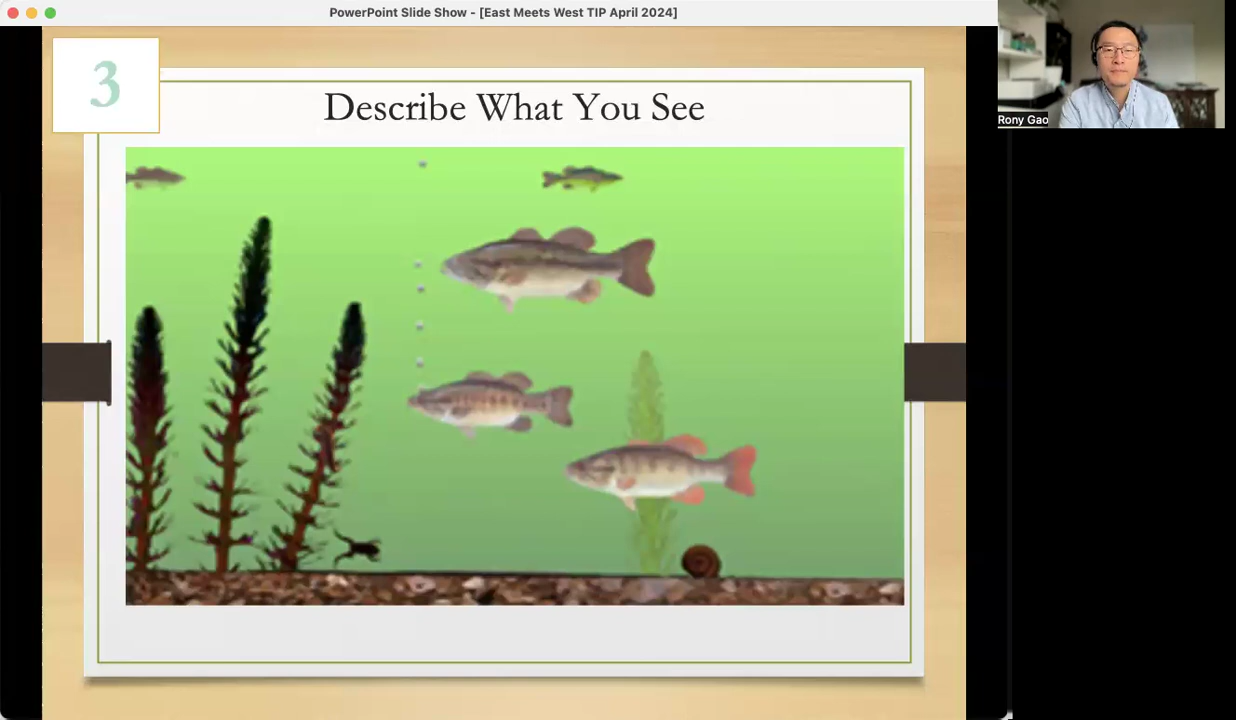 PowerPoint Slide Show - [East Meets West TIP April 2024]
3
Describe What You See
Rony Gao